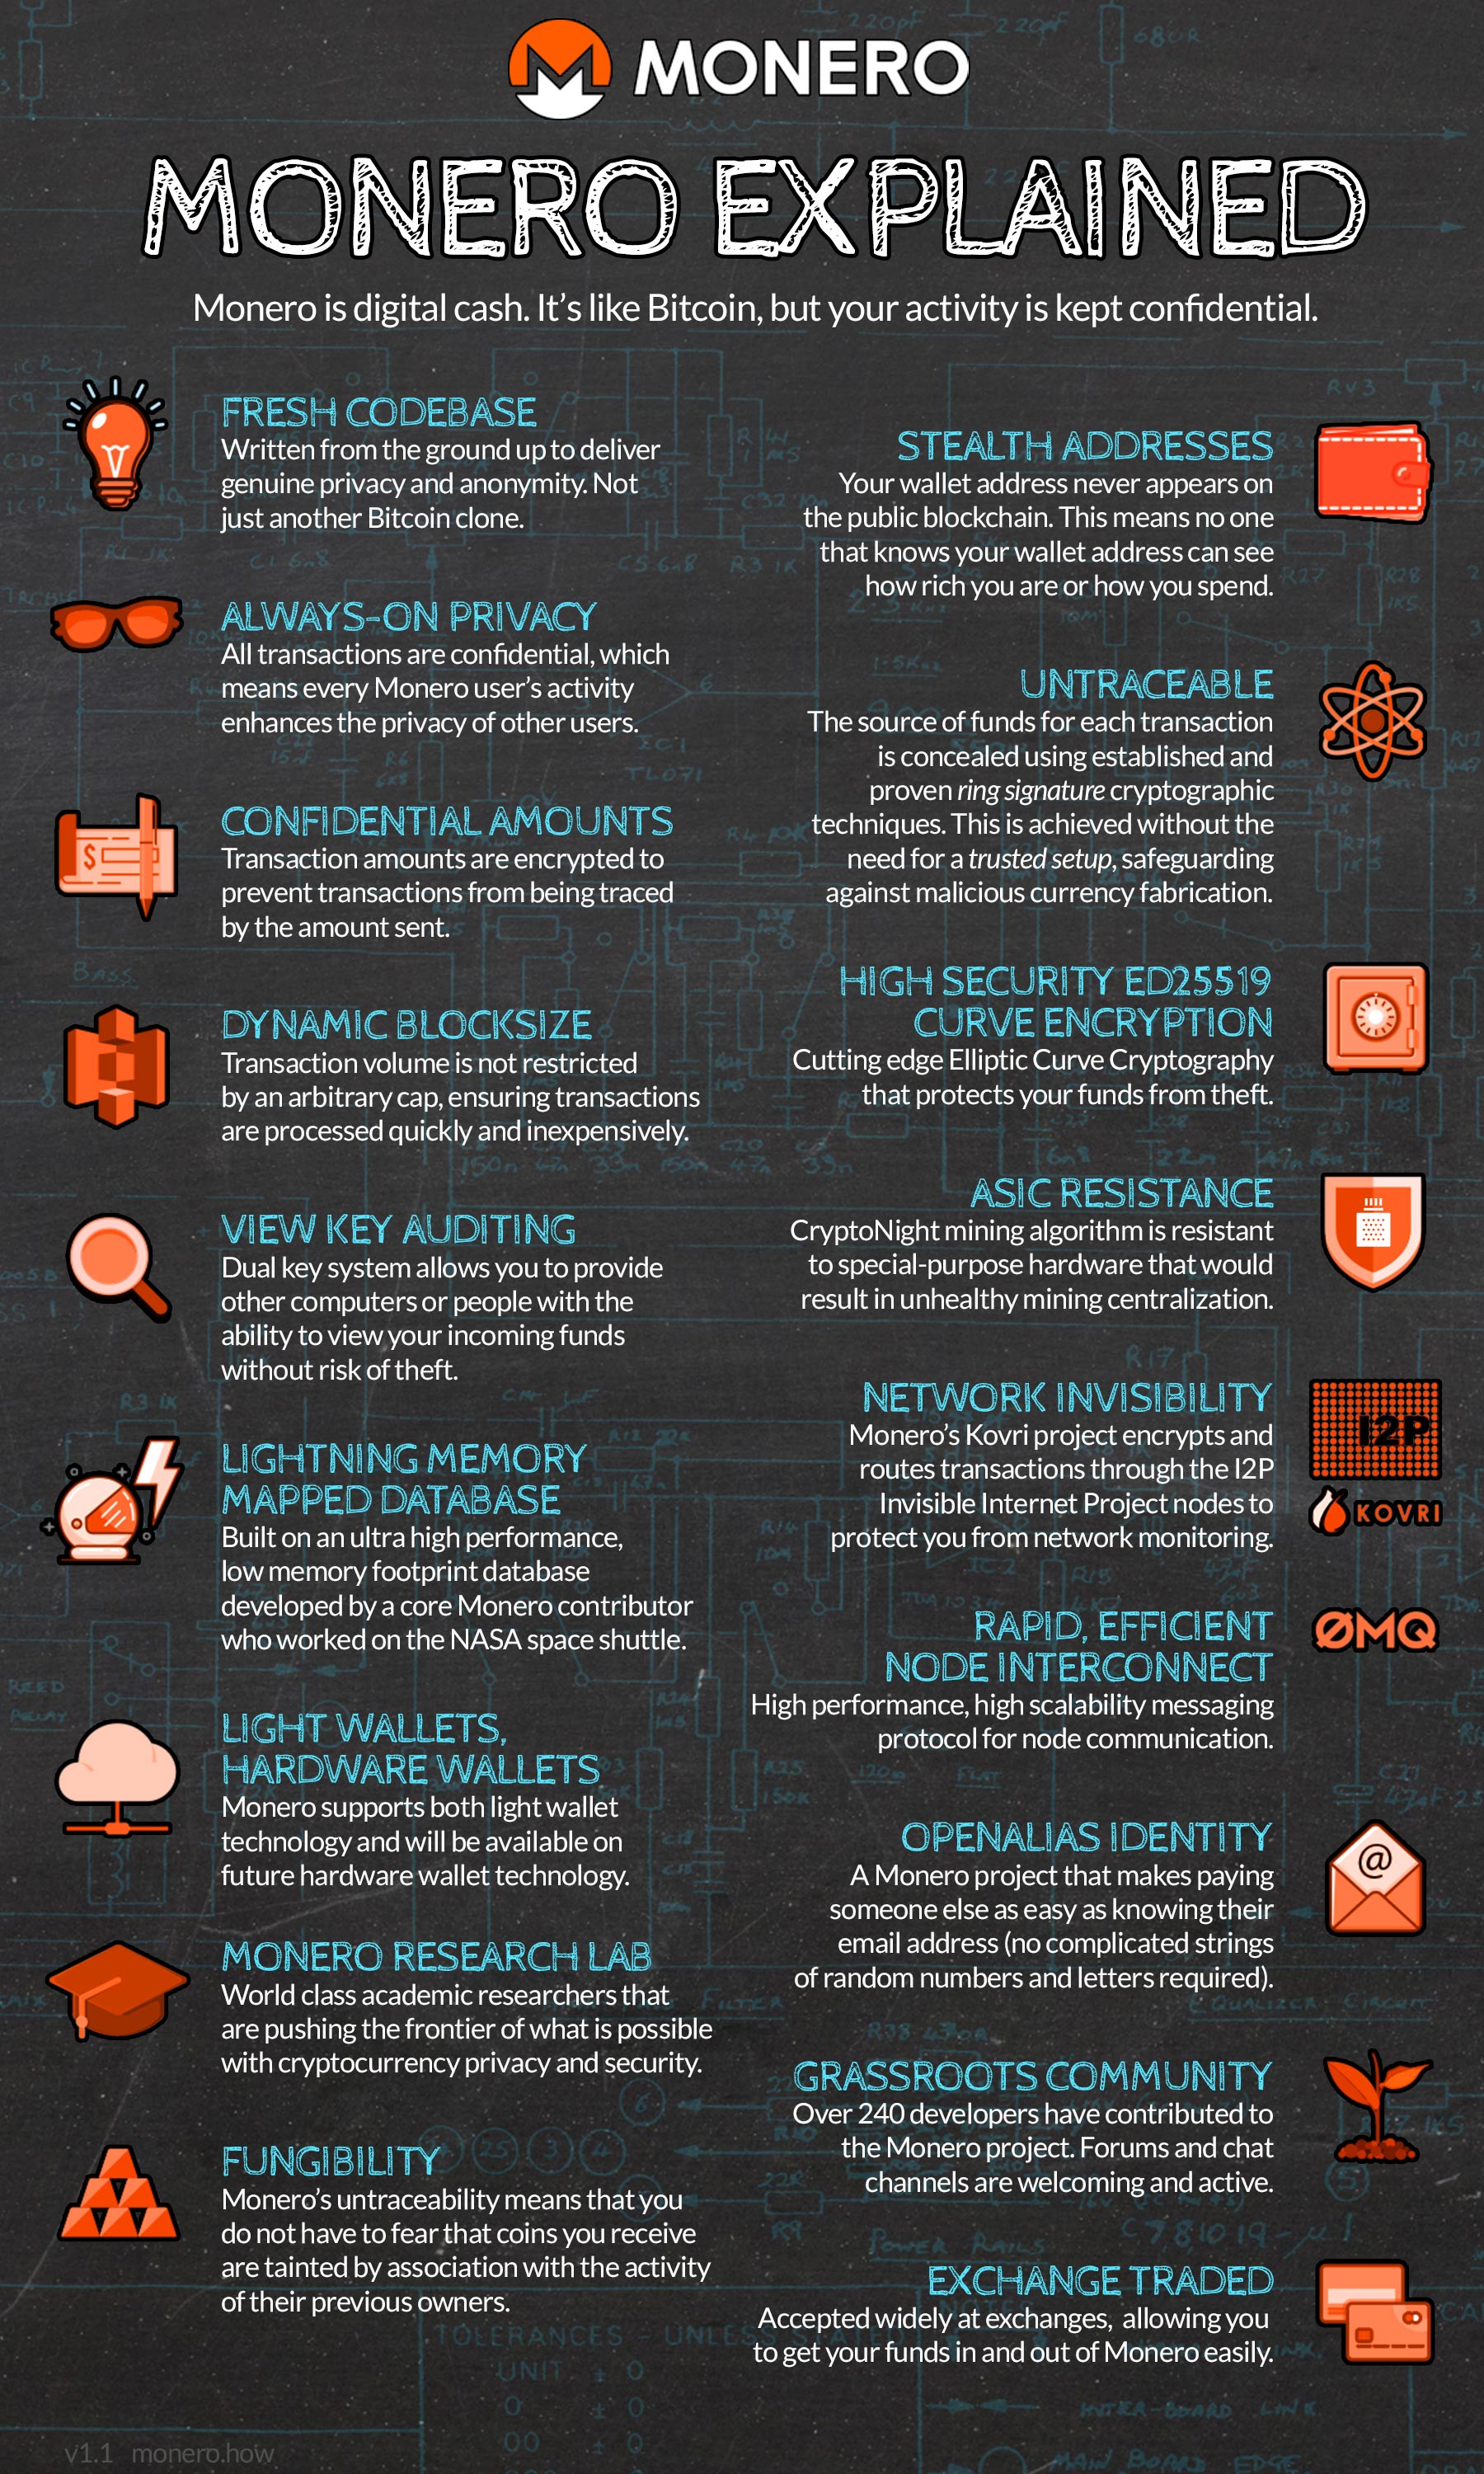 MONERO
MONERO EXPLAINED
Monero is digital cash. It's like Bitcoin, but your activity is kept confidential.
FRESH CODEBASE
Written from the ground up to deliver
genuine privacy and anonymity. Not
just another Bitcoin clone.
ALWAYS-ON PRIVACY
All transactions are confidential, which
means every Monero user's activity
enhances the privacy of other users.
CONFIDENTIAL AMOUNTS
Transaction amounts are encrypted to
prevent transactions from being traced
by the amount sent.
DYNAMIC BLOCKSIZE
Transaction volume is not restricted
by an arbitrary cap, ensuring transactions
are processed quickly and inexpensively.
VIEW KEY AUDITING
Dual key system allows you to provide
other computers or people with the
ability to view your incoming funds
without risk of theft.
LIGHTNING MEMORY
MAPPED DATABASE
Built on an ultra high performance,
low memory footprint database
developed by a core Monero contributor
who worked on the NASA space shuttle.
LIGHT WALLETS,
HARDWARE WALLETS
Monero supports both light wallet
technology and will be available on
future hardware wallet technology.
MONERO RESEARCH LAB
World class academic researchers that
are pushing the frontier of what is possible
with cryptocurrency privacy and security.
FUNGIBILITY
Monero's untraceability means that you
do not have to fear that coins you receive
are tainted by association with the activity
of their previous owners.
STEALTH ADDRESSES
Your wallet address never appears on
the public blockchain. This means no one
that knows your wallet address can see
how rich you are or how you spend.
UNTRACEABLE
The source of funds for each transaction
is concealed using established and
proven ring signature cryptographic
techniques. This is achieved without the
need for a trusted setup, safeguarding
against malicious currency fabrication.
HIGH SECURITY ED25519
CURVE ENCRYPTION
Cutting edge Elliptic Curve Cryptography
that protects your funds from theft.
ASIC RESISTANCE
CryptoNight mining algorithm is resistant
to special-purpose hardware that would
result in unhealthy mining centralization.
NETWORK INVISIBILITY
Monero's Kovri project encrypts and
routes transactions through the I2P
Invisible Internet Project nodes to
protect you from network monitoring.
I2P
KOVRI
RAPID, EFFICIENT
NODE INTERCONNECT
High performance, high scalability messaging
protocol for node communication.
ØMQ
OPENALIAS IDENTITY
A Monero project that makes paying
someone else as easy as knowing their
email address (no complicated strings
of random numbers and letters required).
@
GRASSROOTS COMMUNITY
Over 240 developers have contributed to
the Monero project. Forums and chat
channels are welcoming and active.
EXCHANGE TRADED
Accepted widely at exchanges, allowing you
to get your funds in and out of Monero easily.
v1.1 monero.how